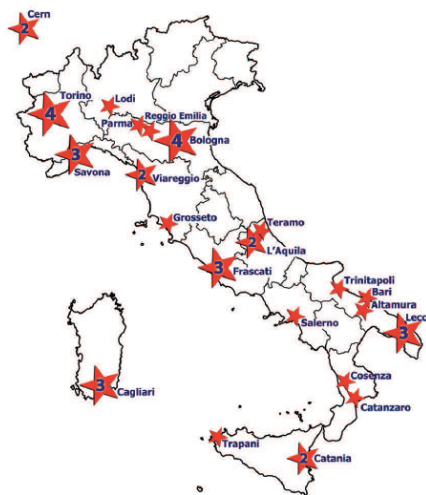 Cern
2
Torino
4
Lodi
Reggio Emilia
Parma
4
Bologna
3
Savona
2
Viareggio
Grosseto
Teramo
2
L'Aquila
3
Frascati
Trinitapoli
Bari
Altamura
Lecc
3
Salerno
3
Cagliari
Cosenza
Catanzaro
Trapani
2
Catania